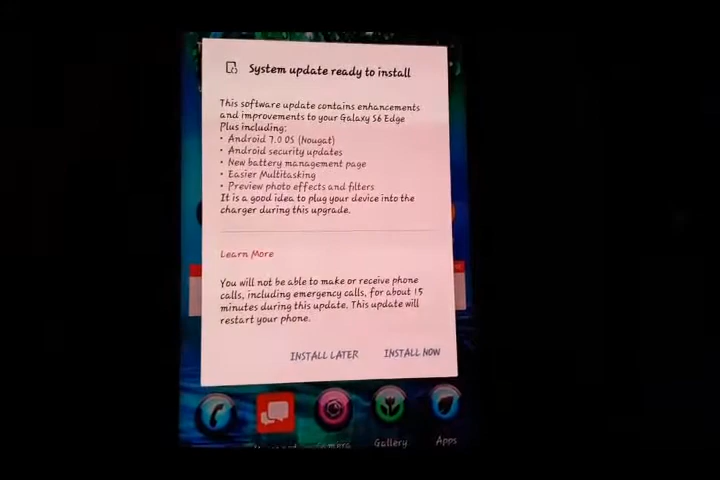 System update ready to install
This software update contains enhancements
and improvements to your Galaxy S6 Edge
Plus including:
• Android 7.0 OS (Nougat)
• Android security updates
• New battery management page
• Easier Multitasking
• Preview photo effects and filters
It is a good idea to plug your device into the
charger during this upgrade.
Learn More
You will not be able to make or receive phone
calls, including emergency calls, for about 15
minutes during this update. This update will
restart your phone.
INSTALL LATER INSTALL NOW
Gallery Apps